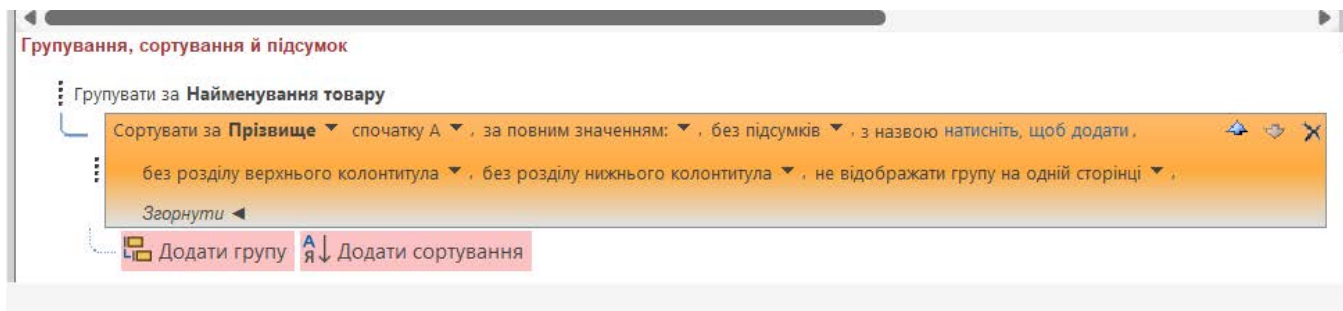 Групування, сортування й підсумок
Групувати за Найменування товару
Сортувати за Прізвище ▼ спочатку А ▼ , за повним значенням: ▼ , без підсумків ▼ , з назвою натисніть, щоб додати ,
без розділу верхнього колонтитула ▼ , без розділу нижнього колонтитула ▼ , не відображати групу на одній сторінці ▼ ,
Згорнути ◄
Додати групу АЯ↓ Додати сортування